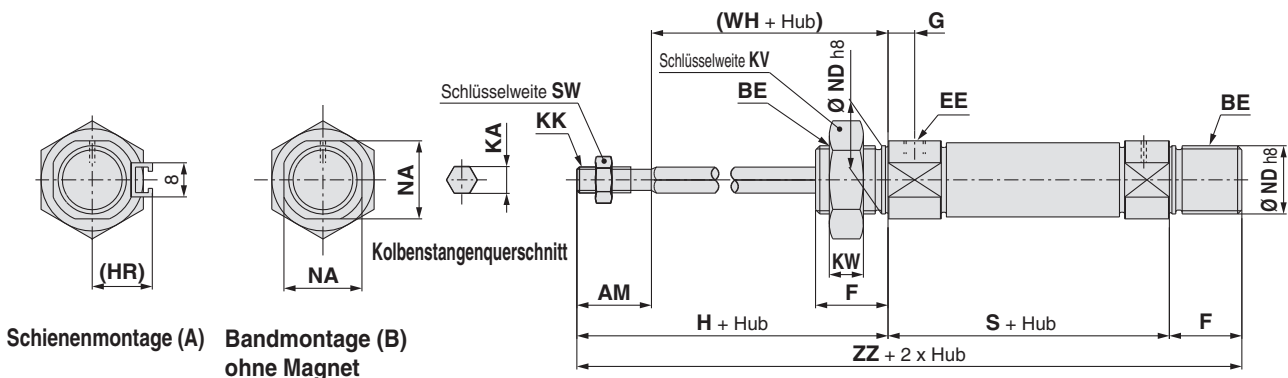 (WH + Hub)
G
Schlüsselweite KV
Ø ND h8
BE
EE
BE
Schlüsselweite SW
KK
KA
8
NA
Ø ND h8
Kolbenstangenquerschnitt
(HR)
NA
KW
AM
F
H + Hub
S + Hub
F
ZZ + 2 x Hub
Schienenmontage (A)
Bandmontage (B)
ohne Magnet